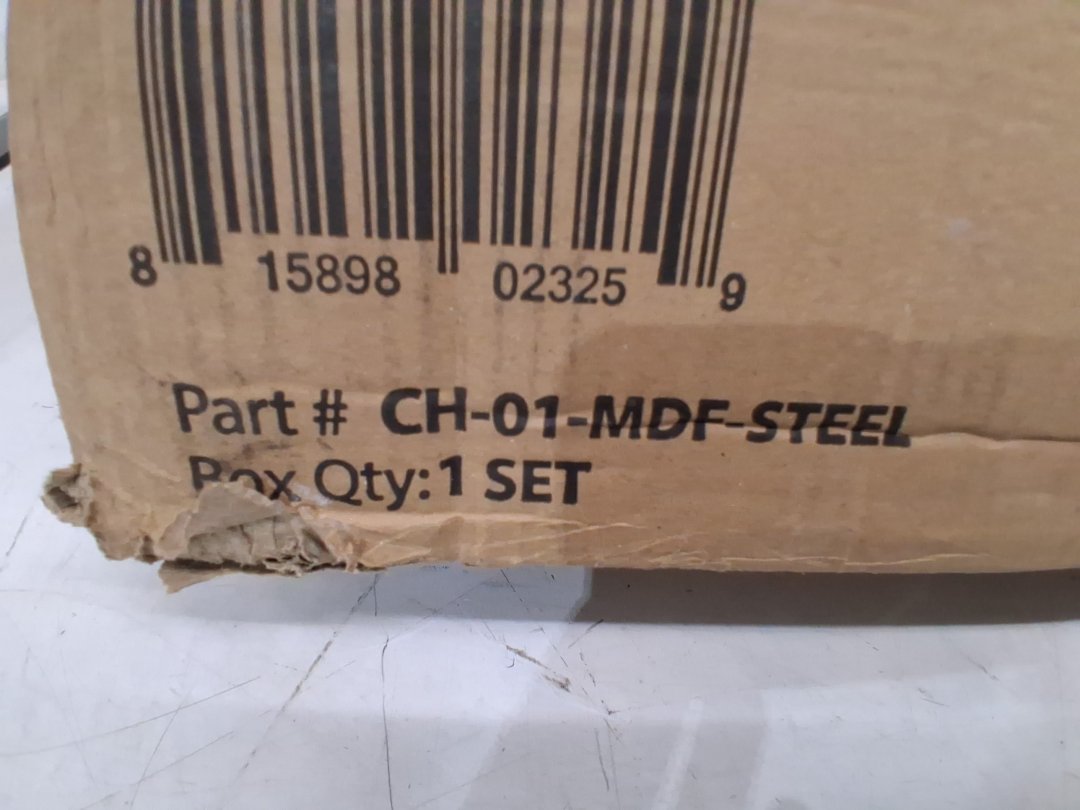 8 15898 02325 9
Part # CH-01-MDF-STEEL
Box Qty: 1 SET